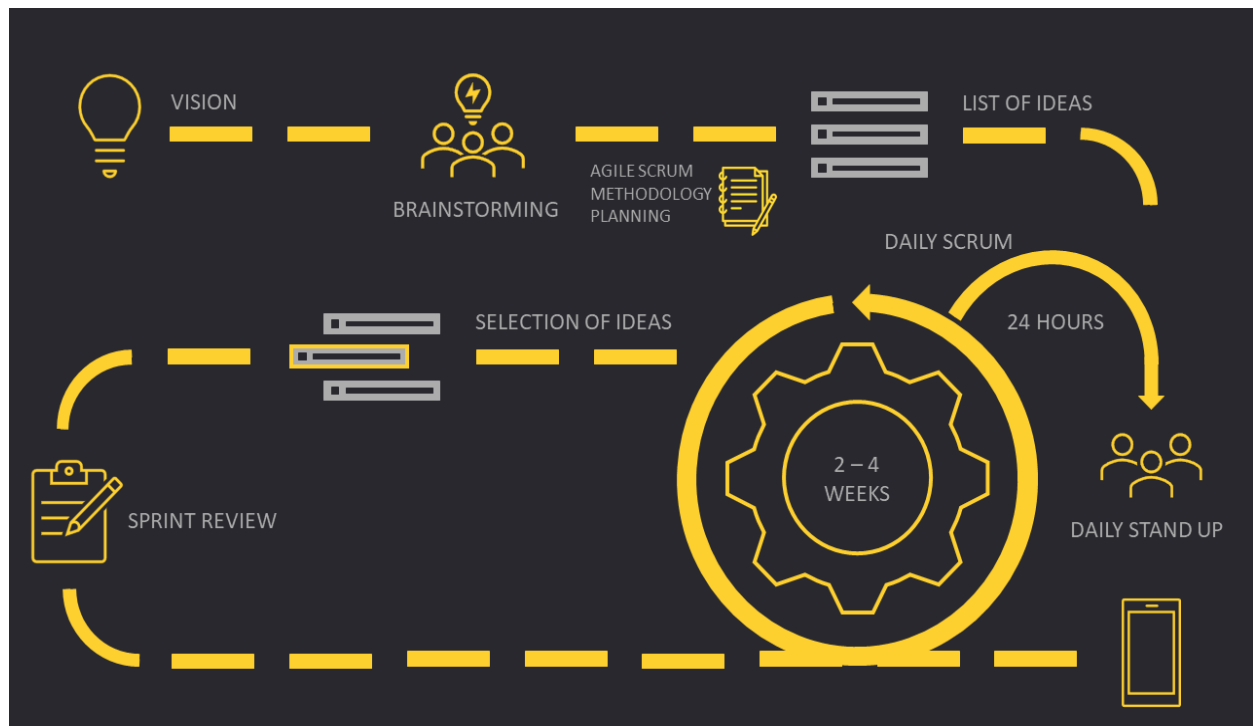 VISION
BRAINSTORMING
AGILE SCRUM
METHODOLOGY
PLANNING
LIST OF IDEAS
DAILY SCRUM
24 HOURS
SELECTION OF IDEAS
2 – 4
WEEKS
SPRINT REVIEW
DAILY STAND UP